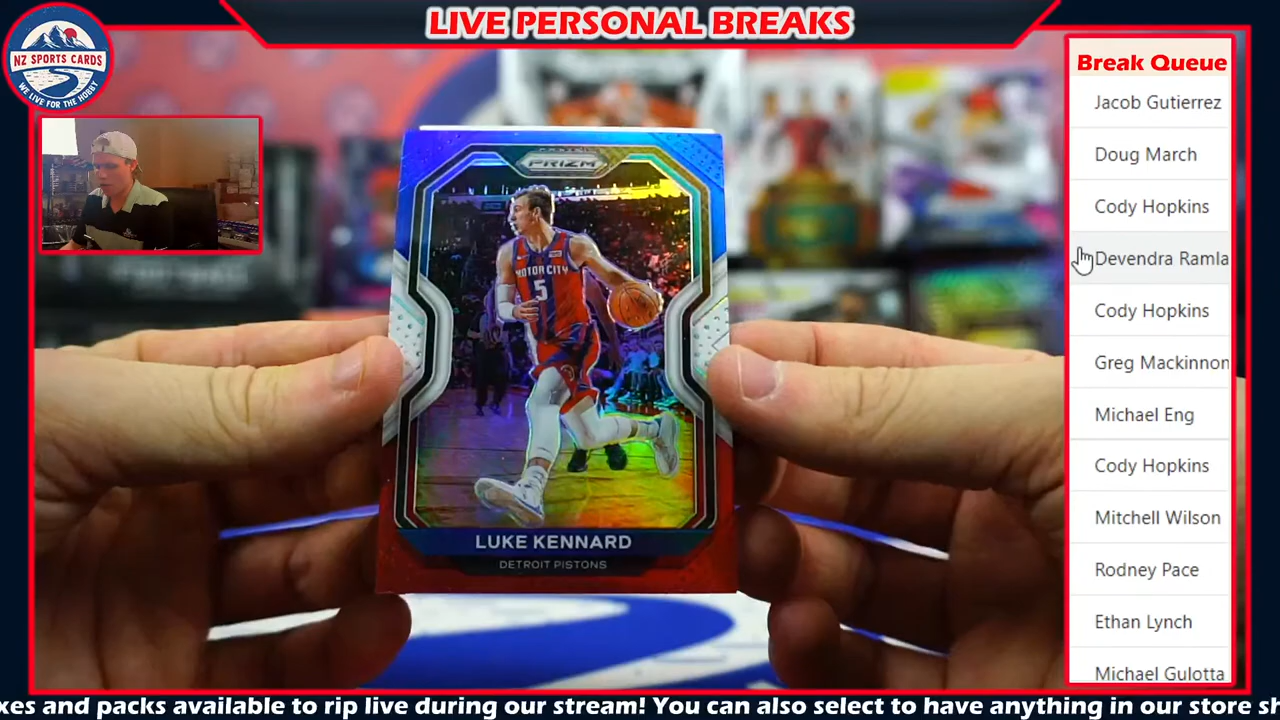 LIVE PERSONAL BREAKS
NZ SPORTS CARDS
WE LIVE FOR THE HOBBY
Break Queue
Jacob Gutierrez
Doug March
Cody Hopkins
Devendra Ramla
Cody Hopkins
Greg Mackinnon
Michael Eng
Cody Hopkins
Mitchell Wilson
Rodney Pace
Ethan Lynch
Michael Gulotta
PRIZM
MOTOR CITY
5
LUKE KENNARD
DETROIT PISTONS
xes and packs available to rip live during our stream! You can also select to have anything in our store sh